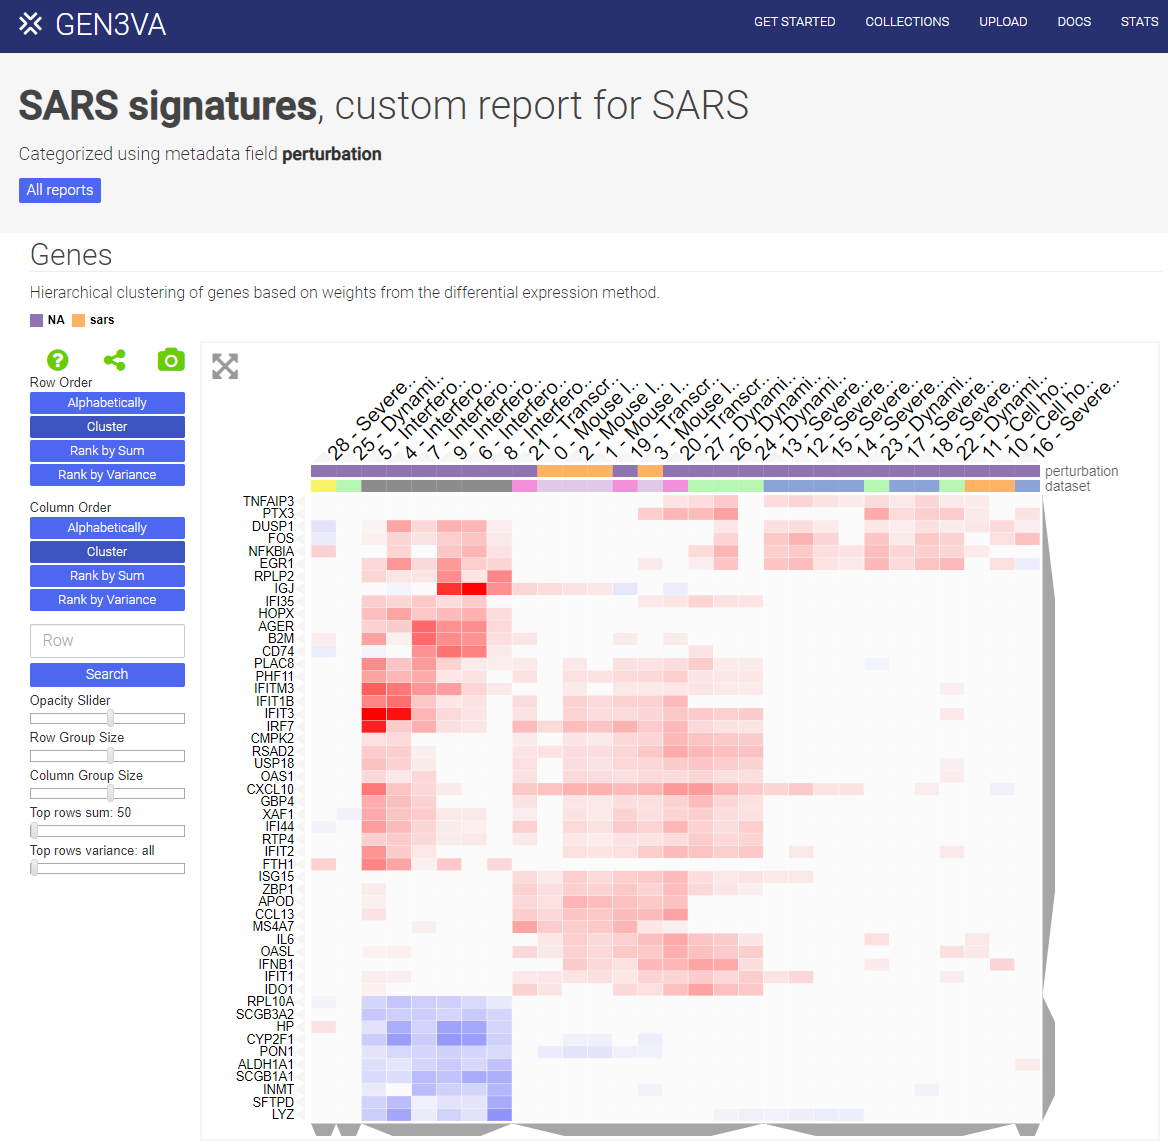 GEN3VA
GET STARTED COLLECTIONS UPLOAD DOCS STATS
SARS signatures, custom report for SARS
Categorized using metadata field perturbation
All reports
Genes
Hierarchical clustering of genes based on weights from the differential expression method.
NA sars
Row Order
Alphabetically
Cluster
Rank by Sum
Rank by Variance
Column Order
Alphabetically
Cluster
Rank by Sum
Rank by Variance
Row
Search
Opacity Slider
Row Group Size
Column Group Size
Top rows sum: 50
Top rows variance: all
28 - Severe..
25 - Dynami..
5 - Interfero..
4 - Interfero..
7 - Interfero..
9 - Interfero..
6 - Interfero..
8 - Interfero..
21 - Transcr..
0 - Mouse l..
2 - Mouse l..
1 - Mouse l..
19 - Transcr..
3 - Mouse l..
20 - Transcr..
27 - Dynami..
26 - Dynami..
24 - Dynami..
13 - Severe..
12 - Severe..
15 - Severe..
14 - Severe..
23 - Dynami..
17 - Severe..
18 - Severe..
22 - Dynami..
11 - Cell ho..
10 - Cell ho..
16 - Severe..
perturbation
dataset
TNFAIP3
PTX3
DUSP1
FOS
NFKBIA
EGR1
RPLP2
IGJ
IFI35
HOPX
AGER
B2M
CD74
PLAC8
PHF11
IFITM3
IFIT1B
IFIT3
IRF7
CMPK2
RSAD2
USP18
OAS1
CXCL10
GBP4
XAF1
IFI44
RTP4
IFIT2
FTH1
ISG15
ZBP1
APOD
CCL13
MS4A7
IL6
OASL
IFNB1
IFIT1
IDO1
RPL10A
SCGB3A2
HP
CYP2F1
PON1
ALDH1A1
SCGB1A1
INMT
SFTPD
LYZ